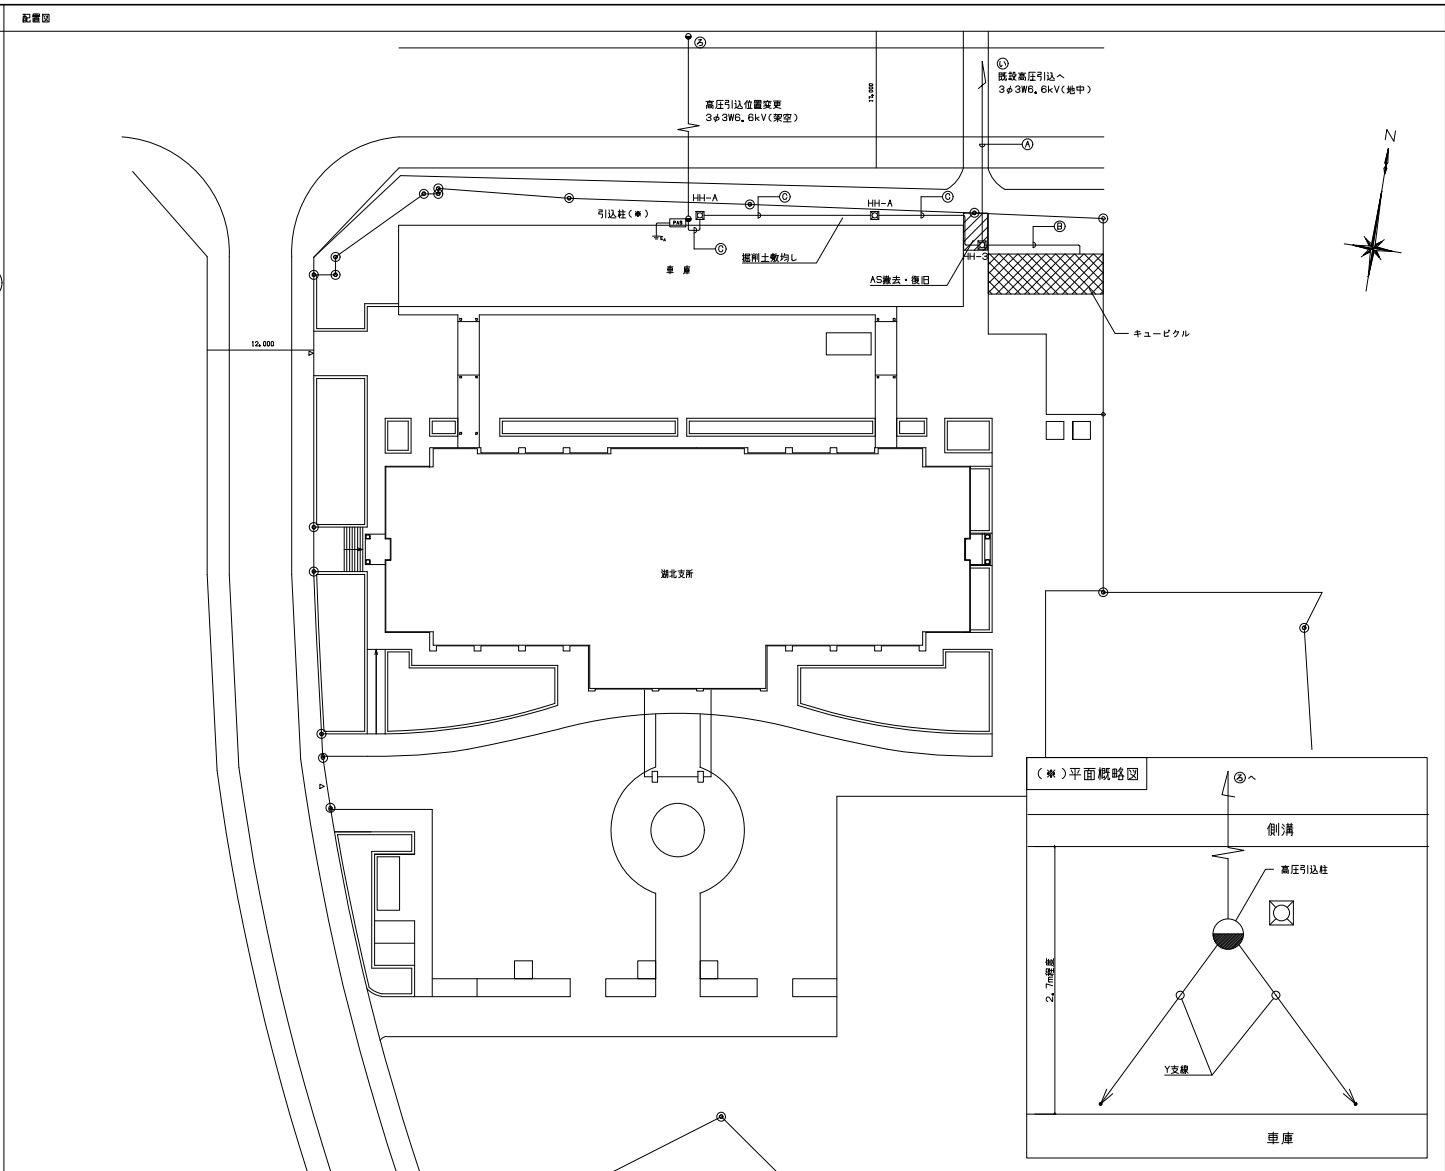 配置図
ろ
い
既設高圧引込へ
3φ3W6.6kV(地中)
高圧引込位置変更
3φ3W6.6kV(架空)
17,000
A
N
HH-A
C
HH-A
C
引込柱(※)
PAS
EA
B
C
掘削土敷均し
HH-3
車 庫
AS撤去・復旧
キュービクル
12,000
湖北支所
(※)平面概略図
ろへ
側溝
高圧引込柱
2.7m程度
Y支線
車庫